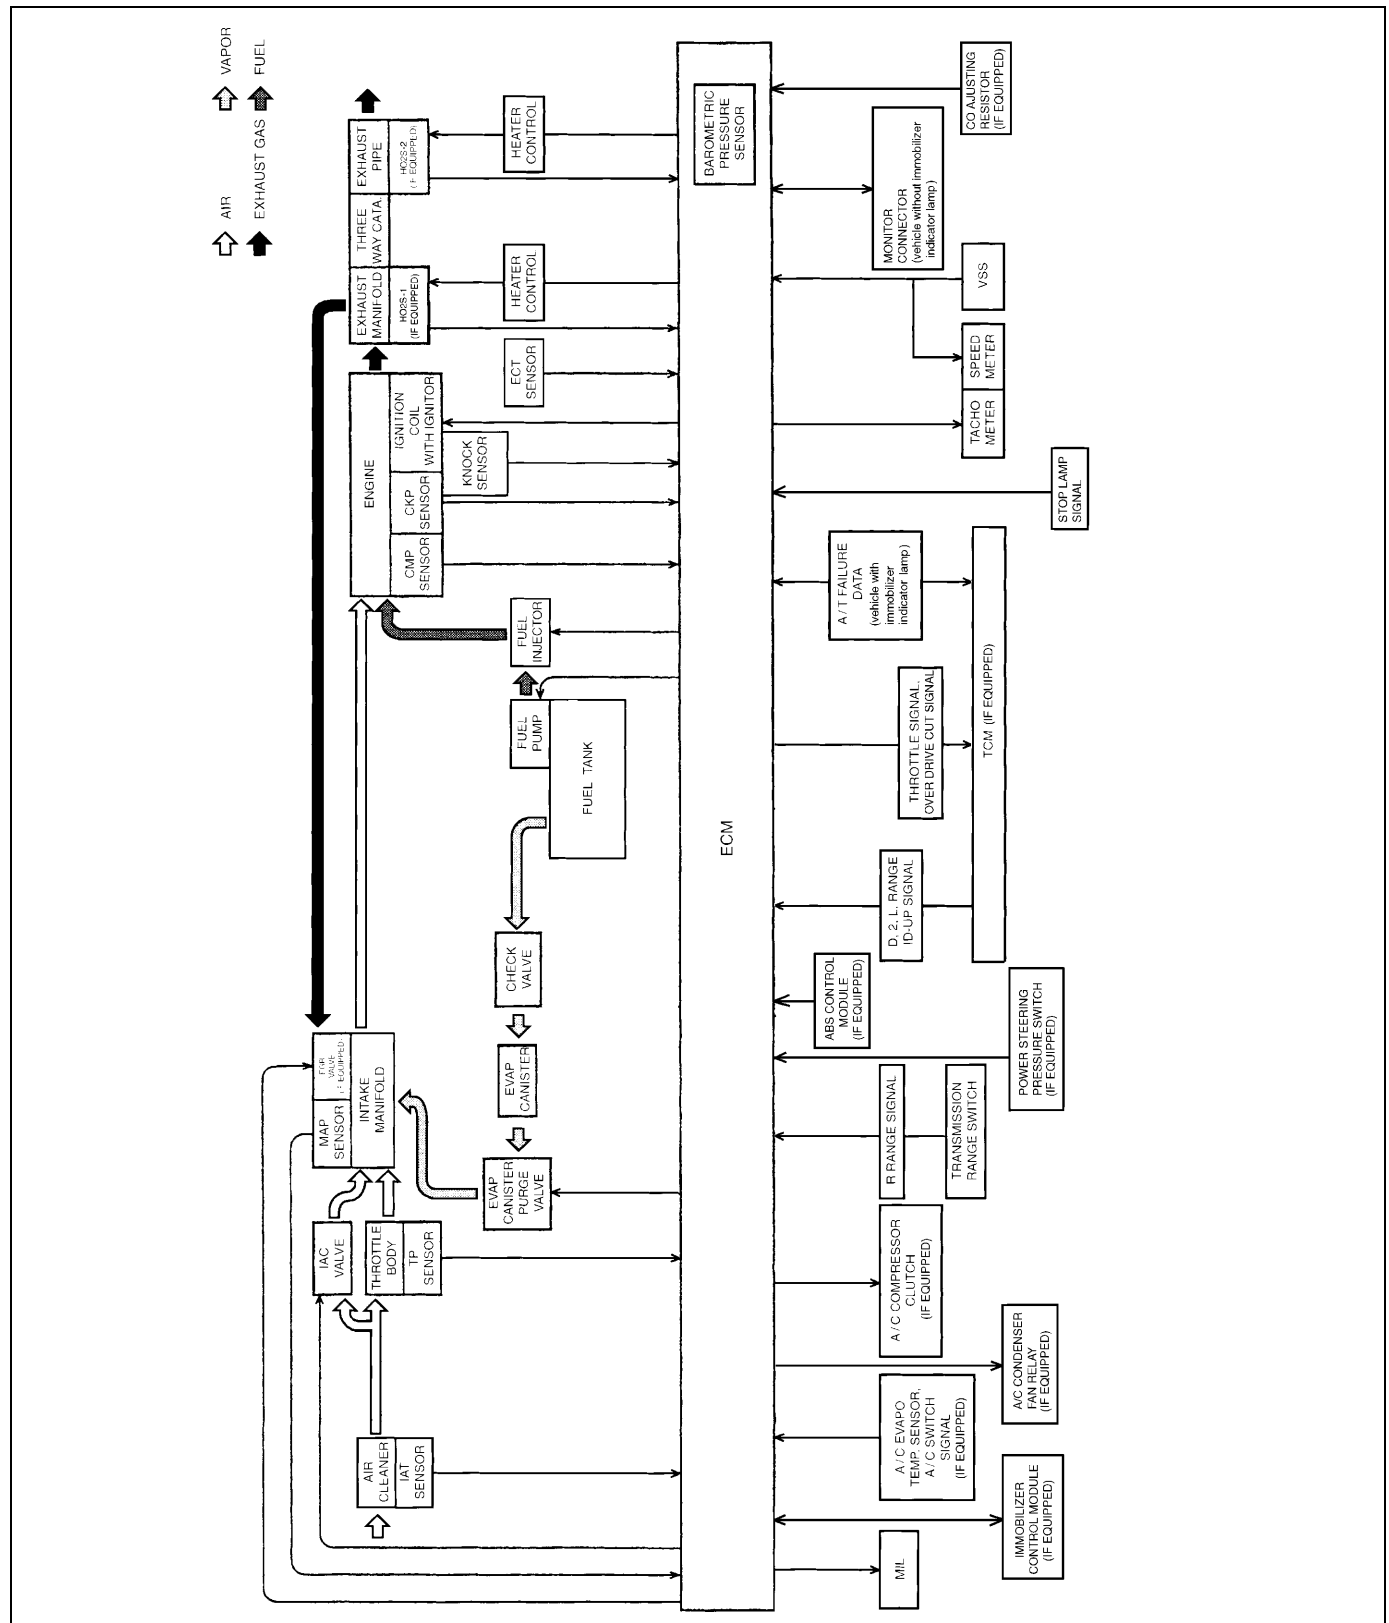 AIR
VAPOR
EXHAUST GAS
FUEL
AIR
CLEANER
IAT
SENSOR
IAC
VALVE
THROTTLE
BODY
TP
SENSOR
MAP
SENSOR
EGR
VALVE
(IF EQUIPPED)
INTAKE
MANIFOLD
EVAP
CANISTER
PURGE
VALVE
EVAP
CANISTER
CHECK
VALVE
FUEL
PUMP
FUEL TANK
FUEL
INJECTOR
ENGINE
CMP
SENSOR
CKP
SENSOR
IGNITION
COIL
WITH IGNITOR
KNOCK
SENSOR
ECT
SENSOR
EXHAUST
MANIFOLD
HO2S-1
(IF EQUIPPED)
THREE
WAY CATA.
EXHAUST
PIPE
HO2S-2
(IF EQUIPPED)
HEATER
CONTROL
HEATER
CONTROL
ECM
BAROMETRIC
PRESSURE
SENSOR
MIL
IMMOBILIZER
CONTROL MODULE
(IF EQUIPPED)
A/C EVAPO
TEMP. SENSOR,
A/C SWITCH
SIGNAL
(IF EQUIPPED)
A/C CONDENSER
FAN RELAY
(IF EQUIPPED)
A/C COMPRESSOR
CLUTCH
(IF EQUIPPED)
R RANGE SIGNAL
TRANSMISSION
RANGE SWITCH
POWER STEERING
PRESSURE SWITCH
(IF EQUIPPED)
ABS CONTROL
MODULE
(IF EQUIPPED)
D, 2, L, RANGE
ID-UP SIGNAL
THROTTLE SIGNAL.
OVER DRIVE CUT SIGNAL
A/T FAILURE
DATA
(vehicle with
immobilizer
indicator lamp)
TCM (IF EQUIPPED)
STOP LAMP
SIGNAL
TACHO
METER
SPEED
METER
VSS
MONITOR
CONNECTOR
(vehicle without immobilizer
indicator lamp)
CO AJUSTING
RESISTOR
(IF EQUIPPED)